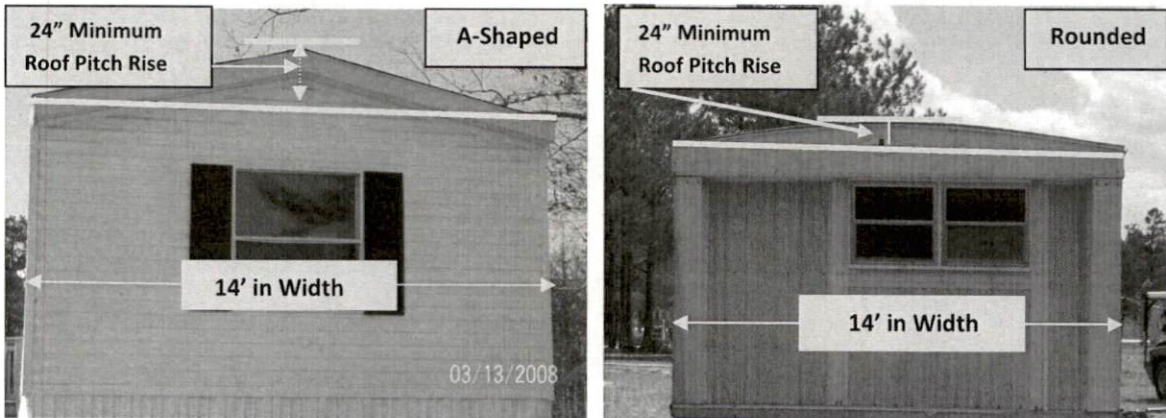 24” Minimum
Roof Pitch Rise
A-Shaped
14’ in Width
03/13/2008
24” Minimum
Roof Pitch Rise
Rounded
14’ in Width